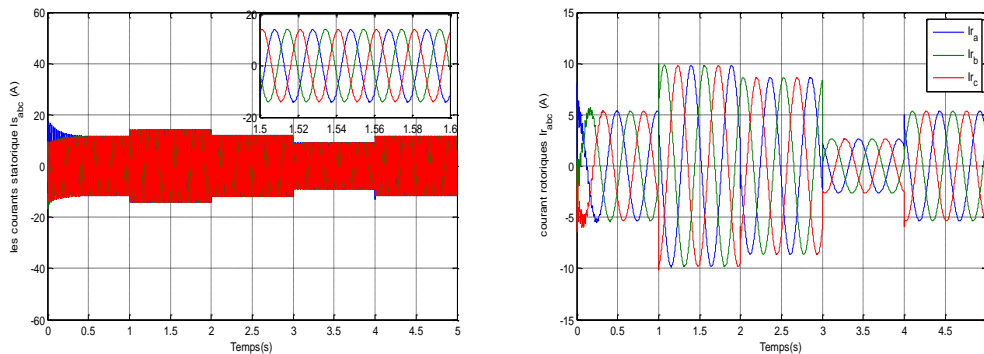 les courants statorique Is_abc (A)
60
40
20
0
-20
-40
-60
0 0.5 1 1.5 2 2.5 3 3.5 4 4.5 5
Temps(s)
20
0
-20
1.5 1.52 1.54 1.56 1.58 1.6
courant rotoriques Ir_abc (A)
15
10
5
0
-5
-10
-15
0 0.5 1 1.5 2 2.5 3 3.5 4 4.5 5
Temps(s)
Ir_a
Ir_b
Ir_c